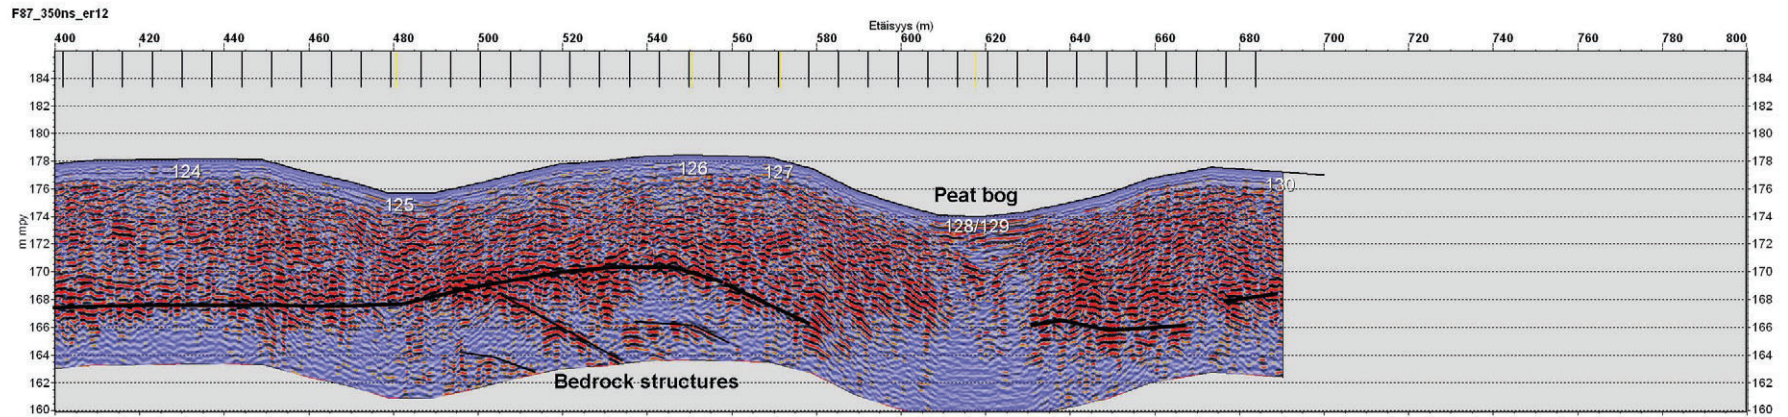 F87_350ns_er12
Etäisyys (m)
400 420 440 460 480 500 520 540 560 580 600 620 640 660 680 700 720 740 760 780 800
184 184
182 182
180 180
178 178
124 126 127 130
176 Peat bog 176
125
174 128/129 174
m mpy
172 172
170 170
168 168
166 166
164 164
Bedrock structures
162 162
160 160